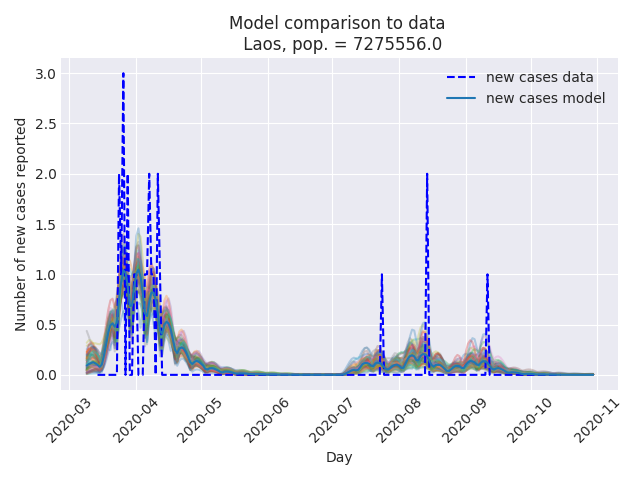 Model comparison to data
Laos, pop. = 7275556.0
new cases data
new cases model
Number of new cases reported
3.0
2.5
2.0
1.5
1.0
0.5
0.0
2020-03
2020-04
2020-05
2020-06
2020-07
2020-08
2020-09
2020-10
2020-11
Day